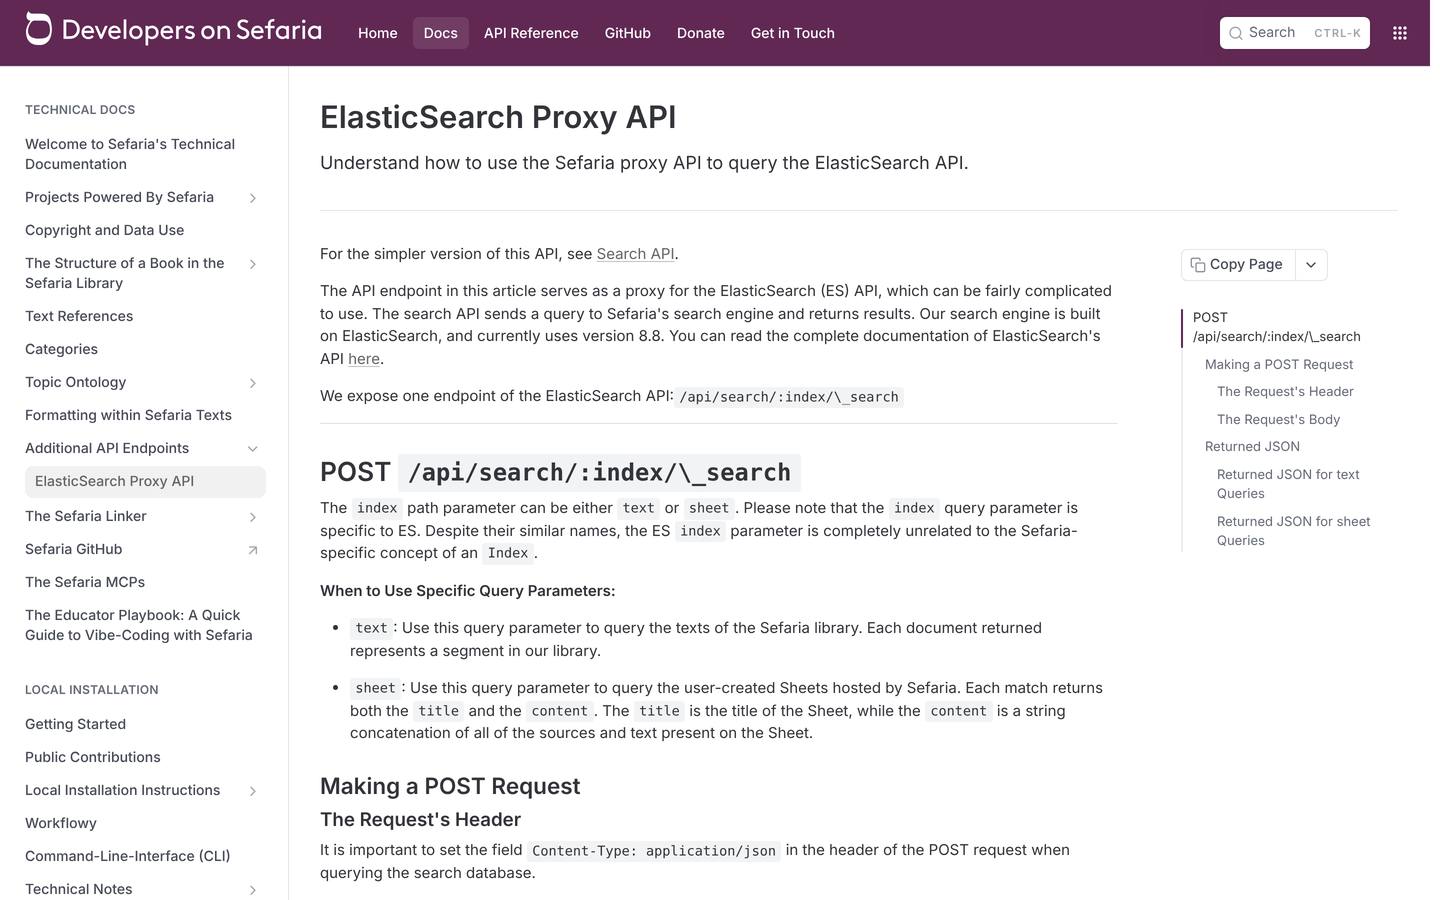 Developers on Sefaria
Home
Docs
API Reference
GitHub
Donate
Get in Touch
Search
CTRL-K
TECHNICAL DOCS
Welcome to Sefaria's Technical
Documentation
Projects Powered By Sefaria
Copyright and Data Use
The Structure of a Book in the
Sefaria Library
Text References
Categories
Topic Ontology
Formatting within Sefaria Texts
Additional API Endpoints
ElasticSearch Proxy API
The Sefaria Linker
Sefaria GitHub
The Sefaria MCPs
The Educator Playbook: A Quick
Guide to Vibe-Coding with Sefaria
LOCAL INSTALLATION
Getting Started
Public Contributions
Local Installation Instructions
Workflowy
Command-Line-Interface (CLI)
Technical Notes
ElasticSearch Proxy API
Understand how to use the Sefaria proxy API to query the ElasticSearch API.
For the simpler version of this API, see Search API.
The API endpoint in this article serves as a proxy for the ElasticSearch (ES) API, which can be fairly complicated
to use. The search API sends a query to Sefaria's search engine and returns results. Our search engine is built
on ElasticSearch, and currently uses version 8.8. You can read the complete documentation of ElasticSearch's
API here.
We expose one endpoint of the ElasticSearch API: /api/search/:index/\_search
POST /api/search/:index/\_search
The index path parameter can be either text or sheet. Please note that the index query parameter is
specific to ES. Despite their similar names, the ES index parameter is completely unrelated to the Sefaria-
specific concept of an Index.
When to Use Specific Query Parameters:
• text: Use this query parameter to query the texts of the Sefaria library. Each document returned
represents a segment in our library.
• sheet: Use this query parameter to query the user-created Sheets hosted by Sefaria. Each match returns
both the title and the content. The title is the title of the Sheet, while the content is a string
concatenation of all of the sources and text present on the Sheet.
Making a POST Request
The Request's Header
It is important to set the field Content-Type: application/json in the header of the POST request when
querying the search database.
Copy Page
POST
/api/search/:index/\_search
Making a POST Request
The Request's Header
The Request's Body
Returned JSON
Returned JSON for text
Queries
Returned JSON for sheet
Queries